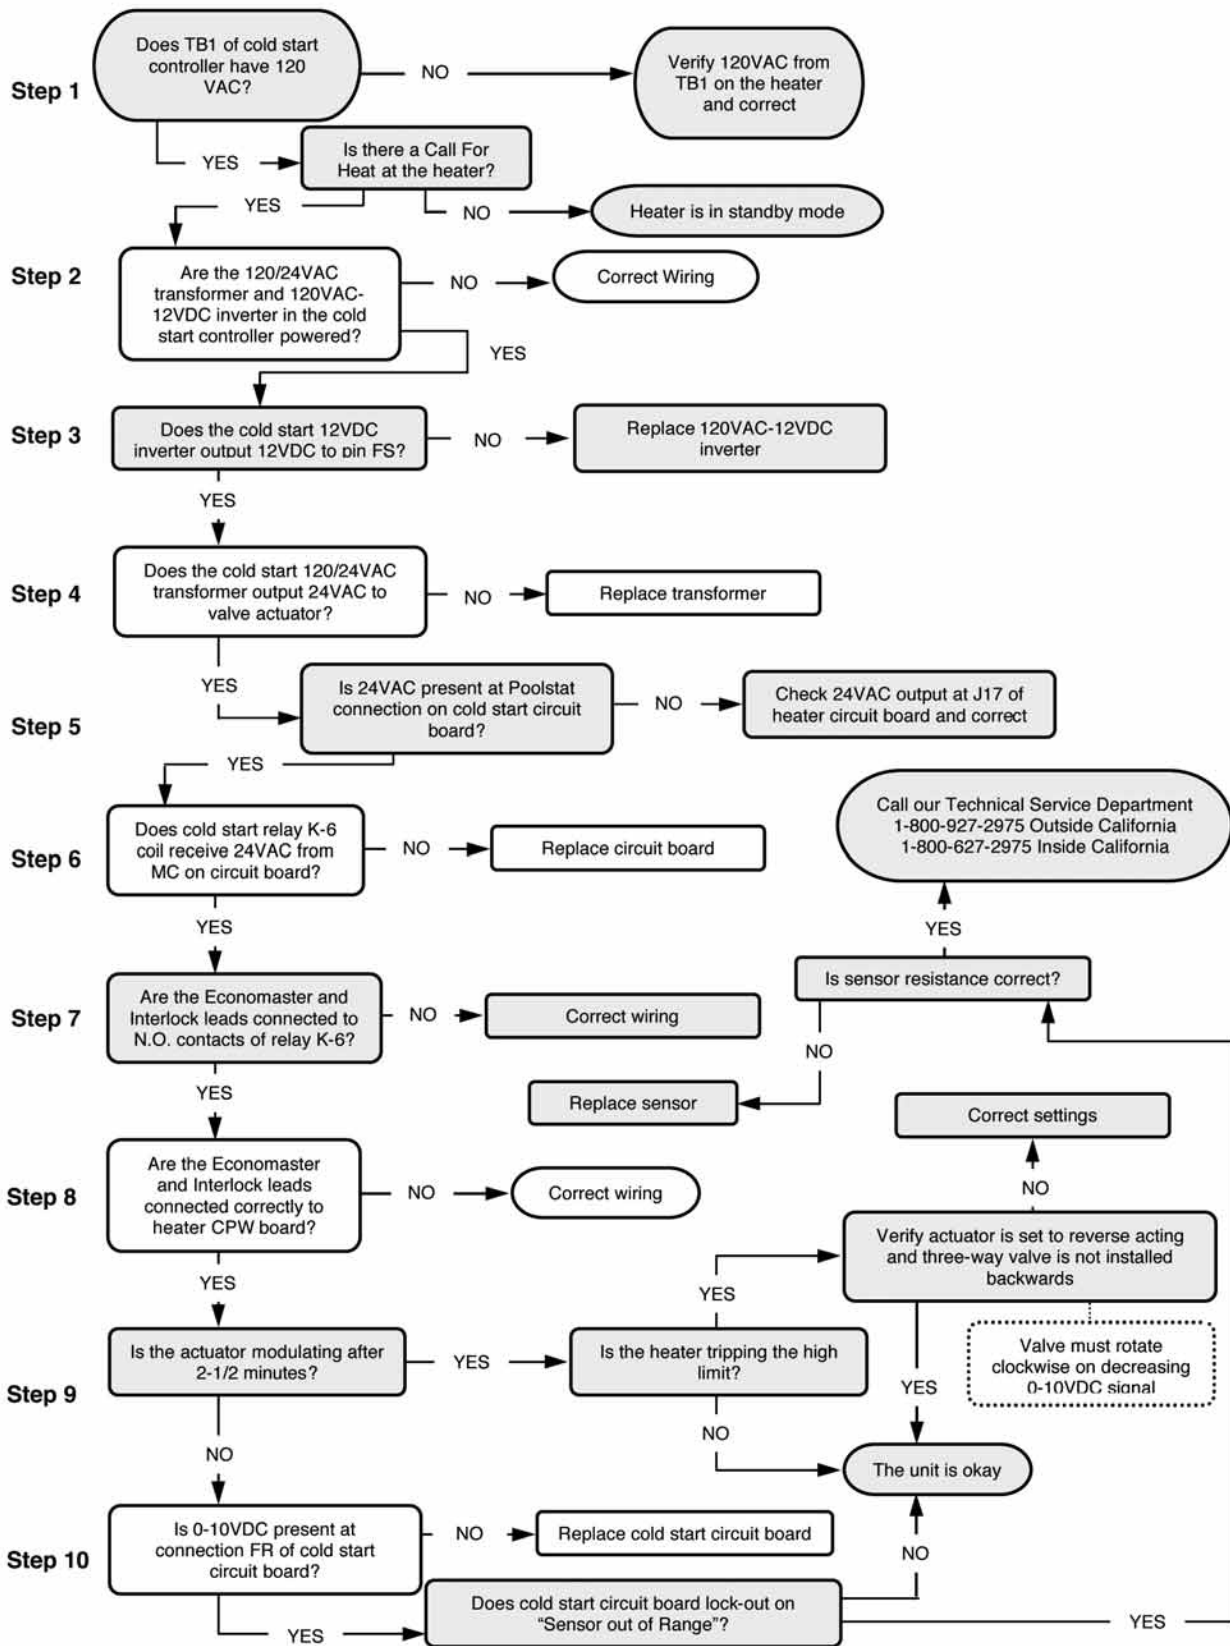 Step 1
Does TB1 of cold start
controller have 120
VAC?
NO
Verify 120VAC from
TB1 on the heater
and correct
YES
Is there a Call For
Heat at the heater?
YES
NO
Heater is in standby mode
Step 2
Are the 120/24VAC
transformer and 120VAC-
12VDC inverter in the cold
start controller powered?
NO
Correct Wiring
YES
Step 3
Does the cold start 12VDC
inverter output 12VDC to pin FS?
NO
Replace 120VAC-12VDC
inverter
YES
Step 4
Does the cold start 120/24VAC
transformer output 24VAC to
valve actuator?
NO
Replace transformer
YES
Step 5
Is 24VAC present at Poolstat
connection on cold start circuit
board?
NO
Check 24VAC output at J17 of
heater circuit board and correct
YES
Step 6
Does cold start relay K-6
coil receive 24VAC from
MC on circuit board?
NO
Replace circuit board
Call our Technical Service Department
1-800-927-2975 Outside California
1-800-627-2975 Inside California
YES
YES
Is sensor resistance correct?
Step 7
Are the Economaster and
Interlock leads connected to
N.O. contacts of relay K-6?
NO
Correct wiring
NO
Replace sensor
YES
Correct settings
Step 8
Are the Economaster
and Interlock leads
connected correctly to
heater CPW board?
NO
Correct wiring
NO
Verify actuator is set to reverse acting
and three-way valve is not installed
backwards
YES
YES
Valve must rotate
clockwise on decreasing
0-10VDC signal
Step 9
Is the actuator modulating after
2-1/2 minutes?
YES
Is the heater tripping the high
limit?
YES
NO
NO
The unit is okay
Step 10
Is 0-10VDC present at
connection FR of cold start
circuit board?
NO
Replace cold start circuit board
NO
YES
Does cold start circuit board lock-out on
“Sensor out of Range”?
YES